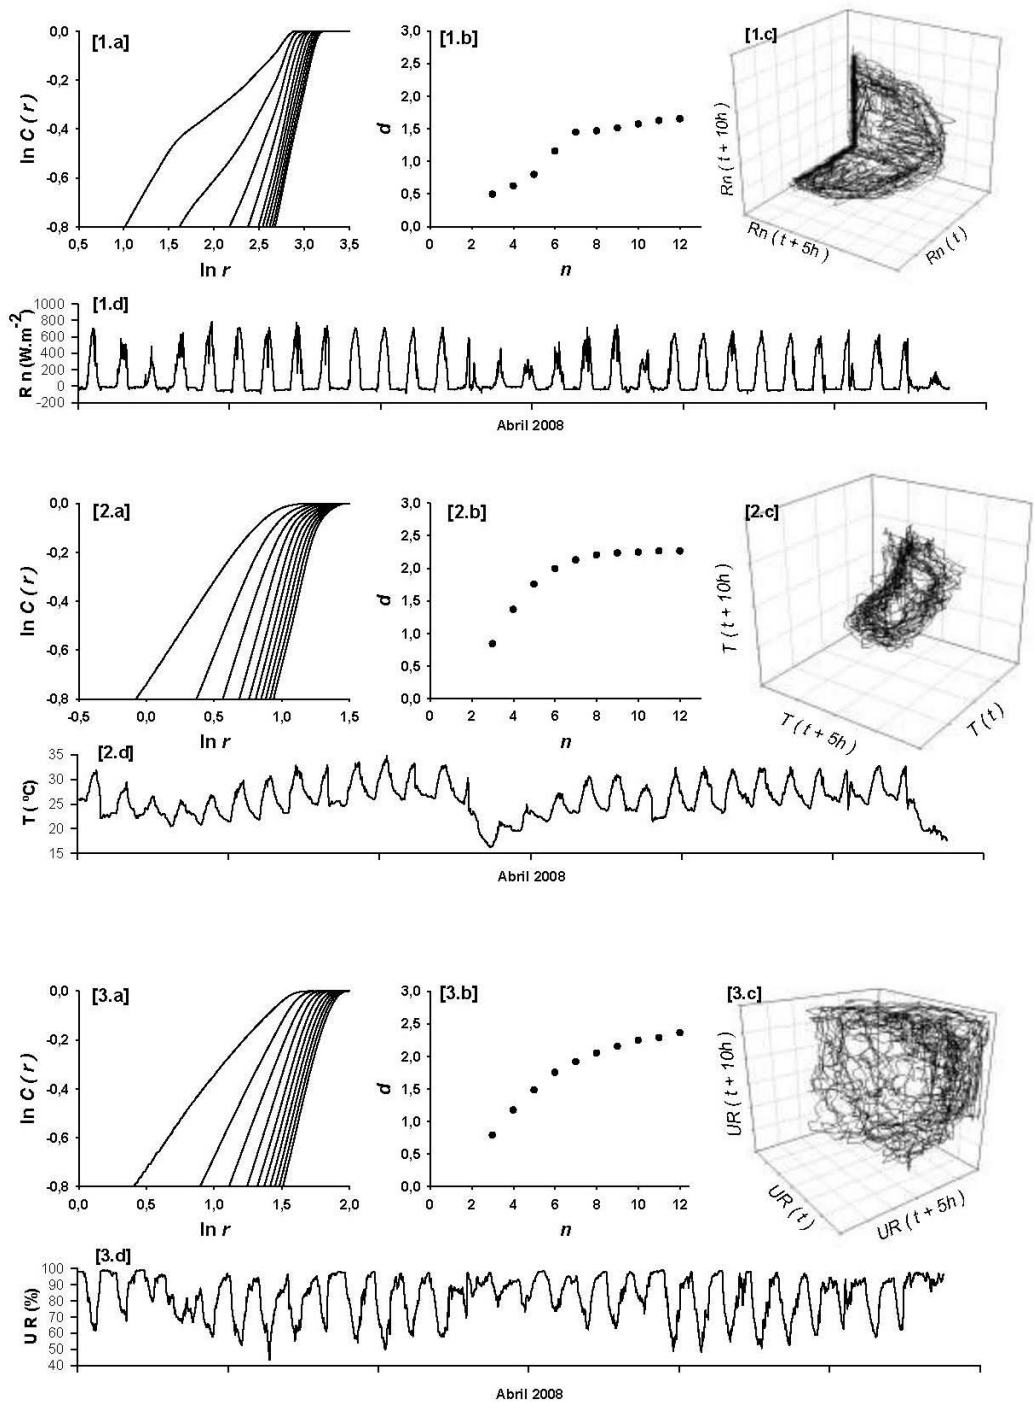 [1.a]
0,0
-0,2
-0,4
-0,6
-0,8
ln C ( r )
0,5 1,0 1,5 2,0 2,5 3,0 3,5
ln r
[1.b]
3,0
2,5
2,0
1,5
1,0
0,5
0,0
d
0 2 4 6 8 10 12
n
[1.c]
Rn ( t + 10h )
Rn ( t + 5h )
Rn ( t )
[1.d]
1000
800
600
400
200
0
-200
R n (W.m-2)
Abril 2008
[2.a]
0,0
-0,2
-0,4
-0,6
-0,8
ln C ( r )
-0,5 0,0 0,5 1,0 1,5
ln r
[2.b]
3,0
2,5
2,0
1,5
1,0
0,5
0,0
d
0 2 4 6 8 10 12
n
[2.c]
T ( t + 10h )
T ( t + 5h )
T ( t )
[2.d]
35
30
25
20
15
T ( ºC)
Abril 2008
[3.a]
0,0
-0,2
-0,4
-0,6
-0,8
ln C ( r )
0,0 0,5 1,0 1,5 2,0
ln r
[3.b]
3,0
2,5
2,0
1,5
1,0
0,5
0,0
d
0 2 4 6 8 10 12
n
[3.c]
UR ( t + 10h )
UR ( t )
UR ( t + 5h )
[3.d]
100
90
80
70
60
50
40
U R (%)
Abril 2008